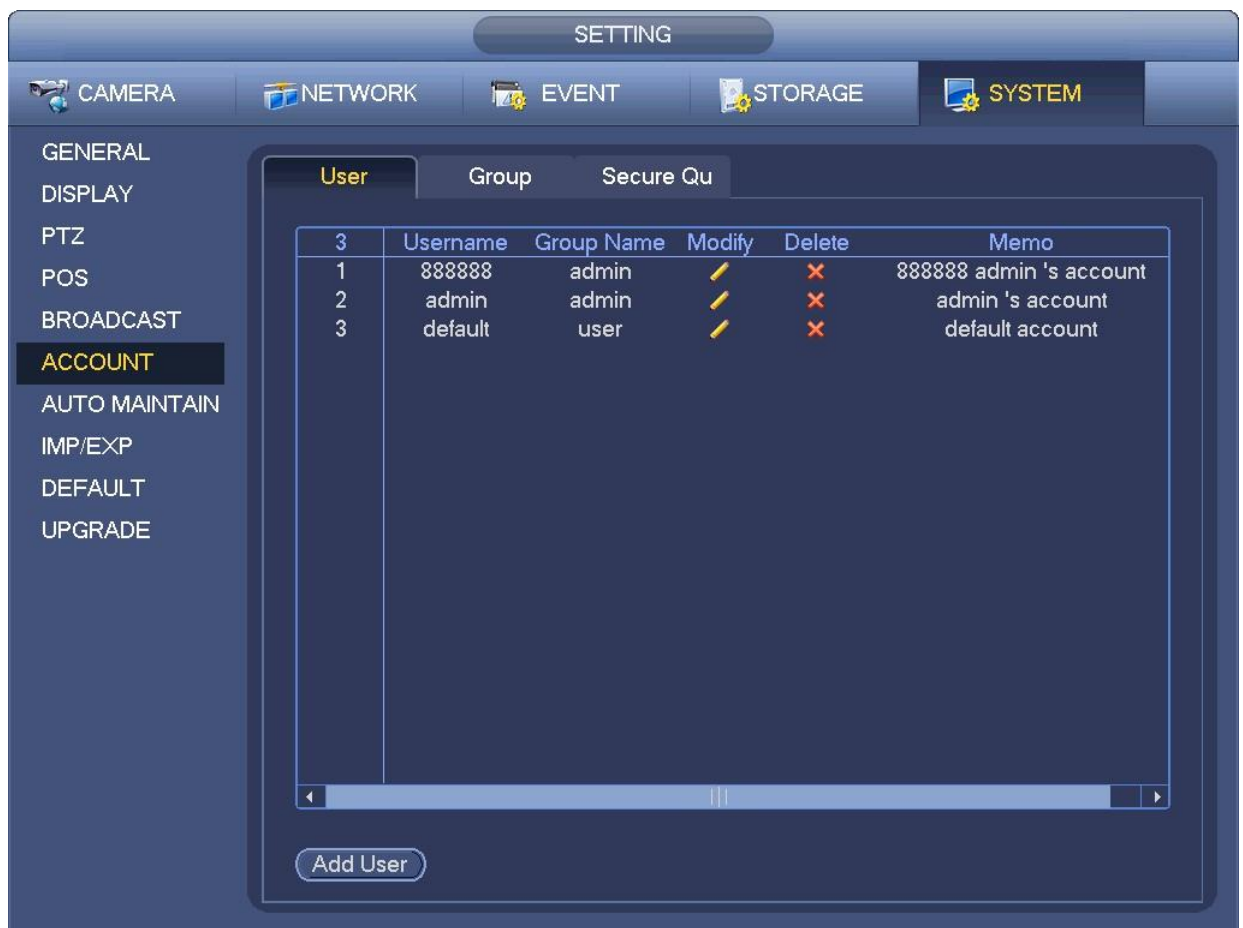 SETTING
CAMERA NETWORK EVENT STORAGE SYSTEM
GENERAL
DISPLAY
PTZ
POS
BROADCAST
ACCOUNT
AUTO MAINTAIN
IMP/EXP
DEFAULT
UPGRADE
User Group Secure Qu
3 Username Group Name Modify Delete Memo
1 888888 admin 888888 admin 's account
2 admin admin admin 's account
3 default user default account
Add User